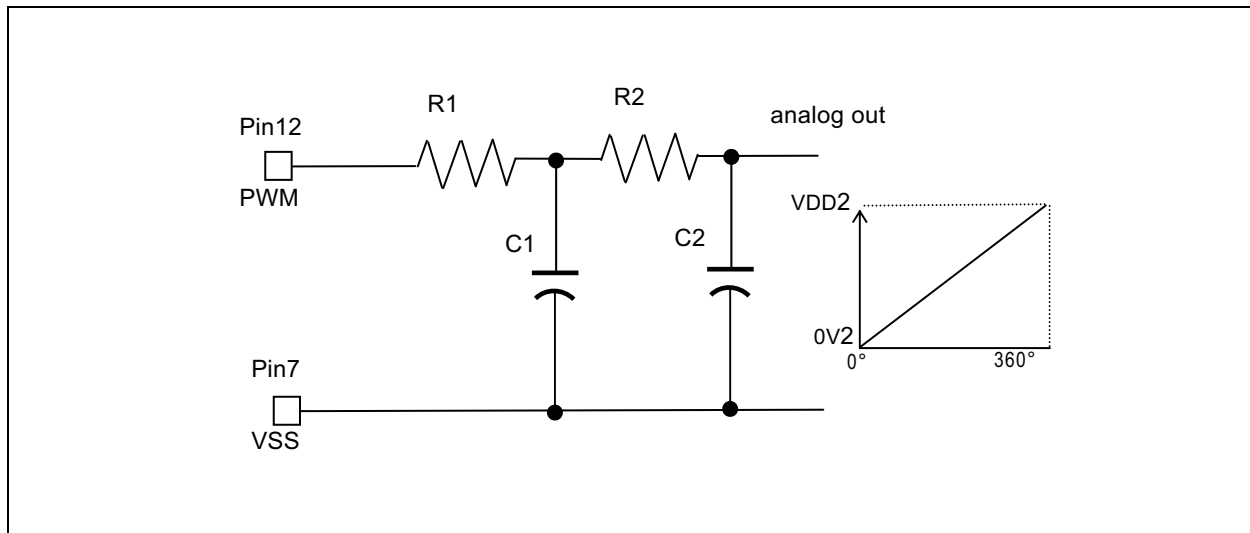 R1
R2
analog out
Pin12
PWM
C1
C2
VDD2
0V2
0°
360°
Pin7
VSS